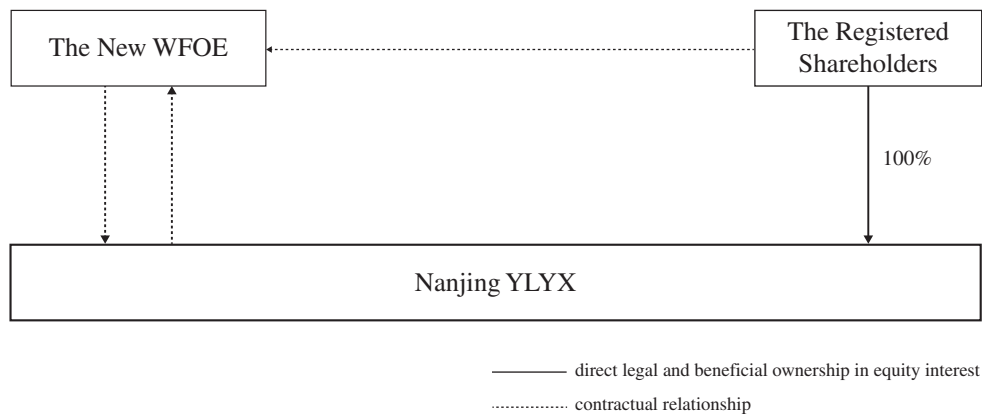 The New WFOE
The Registered
Shareholders
100%
Nanjing YLYX
direct legal and beneficial ownership in equity interest
contractual relationship